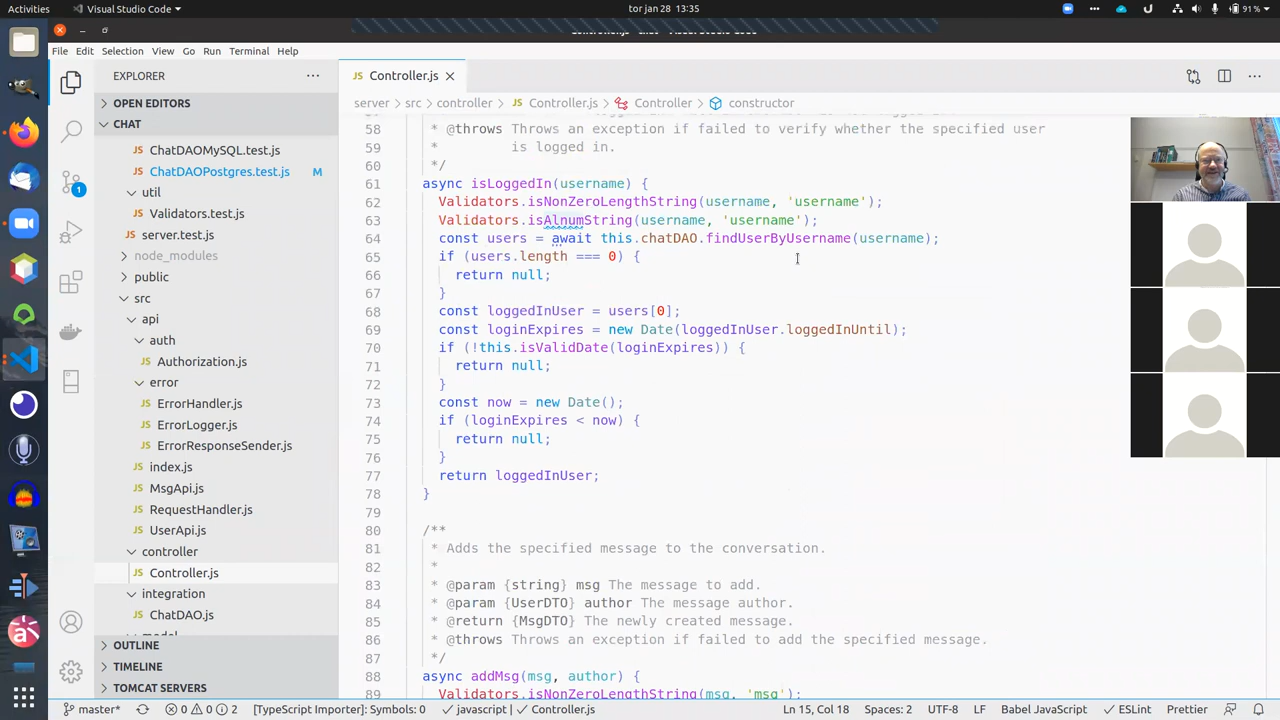 Activities
Visual Studio Code
tor jan 28 13:35
91 %
File Edit Selection View Go Run Terminal Help
EXPLORER
OPEN EDITORS
CHAT
ChatDAOMySQL.test.js
ChatDAOPostgres.test.js M
util
Validators.test.js
server.test.js
node_modules
public
src
api
auth
Authorization.js
error
ErrorHandler.js
ErrorLogger.js
ErrorResponseSender.js
index.js
MsgApi.js
RequestHandler.js
UserApi.js
controller
Controller.js
integration
ChatDAO.js
OUTLINE
TIMELINE
TOMCAT SERVERS
1
JS Controller.js
server > src > controller > JS Controller.js > Controller > constructor
58 * @throws Throws an exception if failed to verify whether the specified user
59 * is logged in.
60 */
61 async isLoggedIn(username) {
62 Validators.isNonZeroLengthString(username, 'username');
63 Validators.isAlnumString(username, 'username');
64 const users = await this.chatDAO.findUserByUsername(username);
65 if (users.length === 0) {
66 return null;
67 }
68 const loggedInUser = users[0];
69 const loginExpires = new Date(loggedInUser.loggedInUntil);
70 if (!this.isValidDate(loginExpires)) {
71 return null;
72 }
73 const now = new Date();
74 if (loginExpires < now) {
75 return null;
76 }
77 return loggedInUser;
78 }
79
80 /**
81 * Adds the specified message to the conversation.
82 *
83 * @param {string} msg The message to add.
84 * @param {UserDTO} author The message author.
85 * @return {MsgDTO} The newly created message.
86 * @throws Throws an exception if failed to add the specified message.
87 */
88 async addMsg(msg, author) {
89 Validators.isNonZeroLengthString(msg, 'msg');
master* 0 0 2 [TypeScript Importer]: Symbols: 0 javascript | Controller.js Ln 15, Col 18 Spaces: 2 UTF-8 LF Babel JavaScript ESLint Prettier